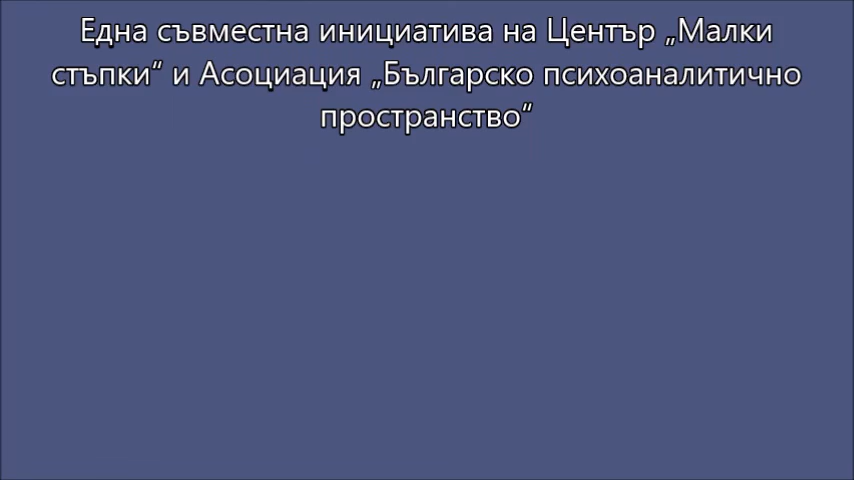 Една съвместна инициатива на Център „Малки
стъпки“ и Асоциация „Българско психоаналитично
пространство“